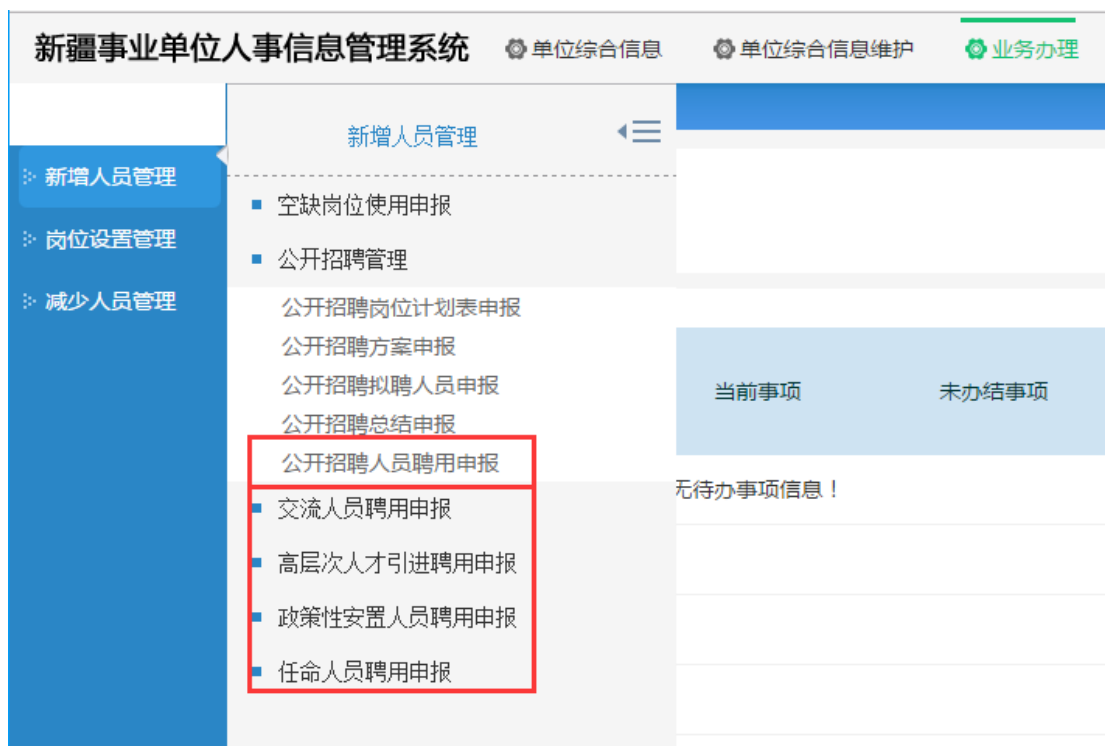 新疆事业单位人事信息管理系统 单位综合信息 单位综合信息维护 业务办理
新增人员管理
新增人员管理
岗位设置管理
减少人员管理
空缺岗位使用申报
公开招聘管理
公开招聘岗位计划表申报
公开招聘方案申报
公开招聘拟聘人员申报
公开招聘总结申报
公开招聘人员聘用申报
交流人员聘用申报
高层次人才引进聘用申报
政策性安置人员聘用申报
任命人员聘用申报
当前事项 未办结事项
无待办事项信息！